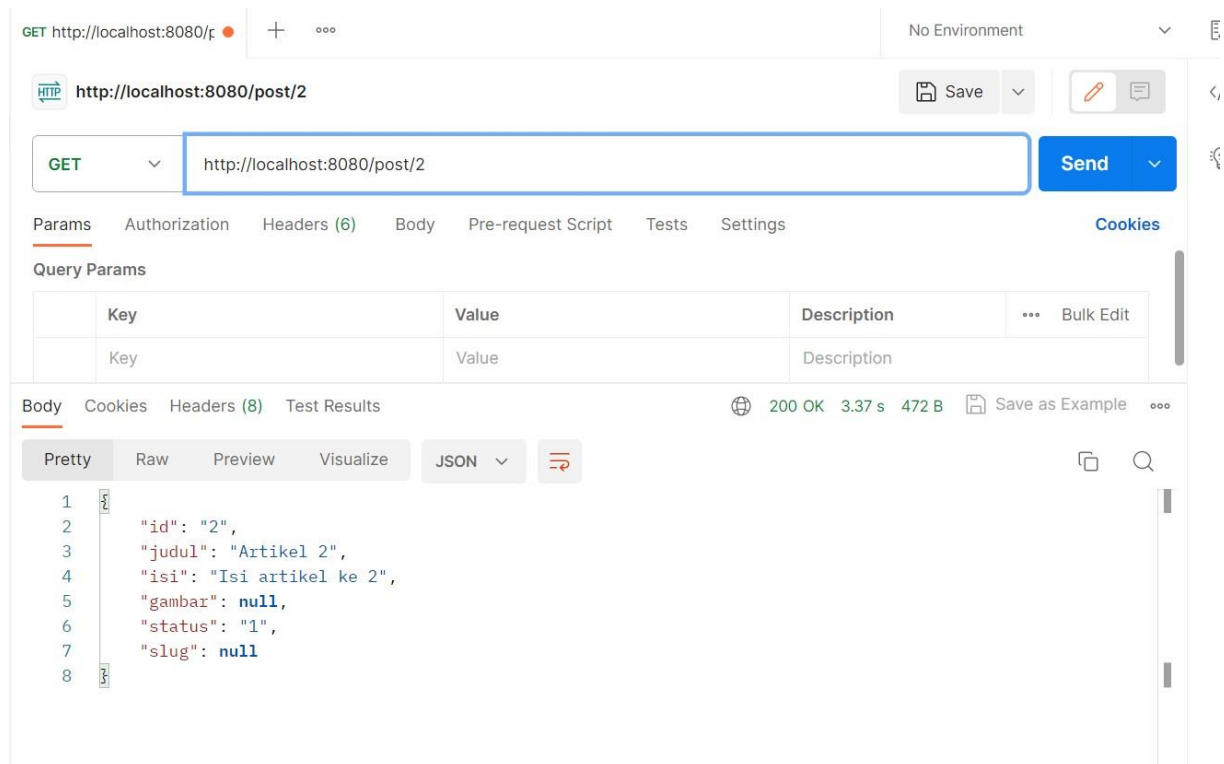 GET http://localhost:8080/p
No Environment
HTTP http://localhost:8080/post/2
Save
GET http://localhost:8080/post/2 Send
Params Authorization Headers (6) Body Pre-request Script Tests Settings Cookies
Query Params
Key Value Description Bulk Edit
Key Value Description
Body Cookies Headers (8) Test Results 200 OK 3.37 s 472 B Save as Example
Pretty Raw Preview Visualize JSON
1 {
2 "id": "2",
3 "judul": "Artikel 2",
4 "isi": "Isi artikel ke 2",
5 "gambar": null,
6 "status": "1",
7 "slug": null
8 }